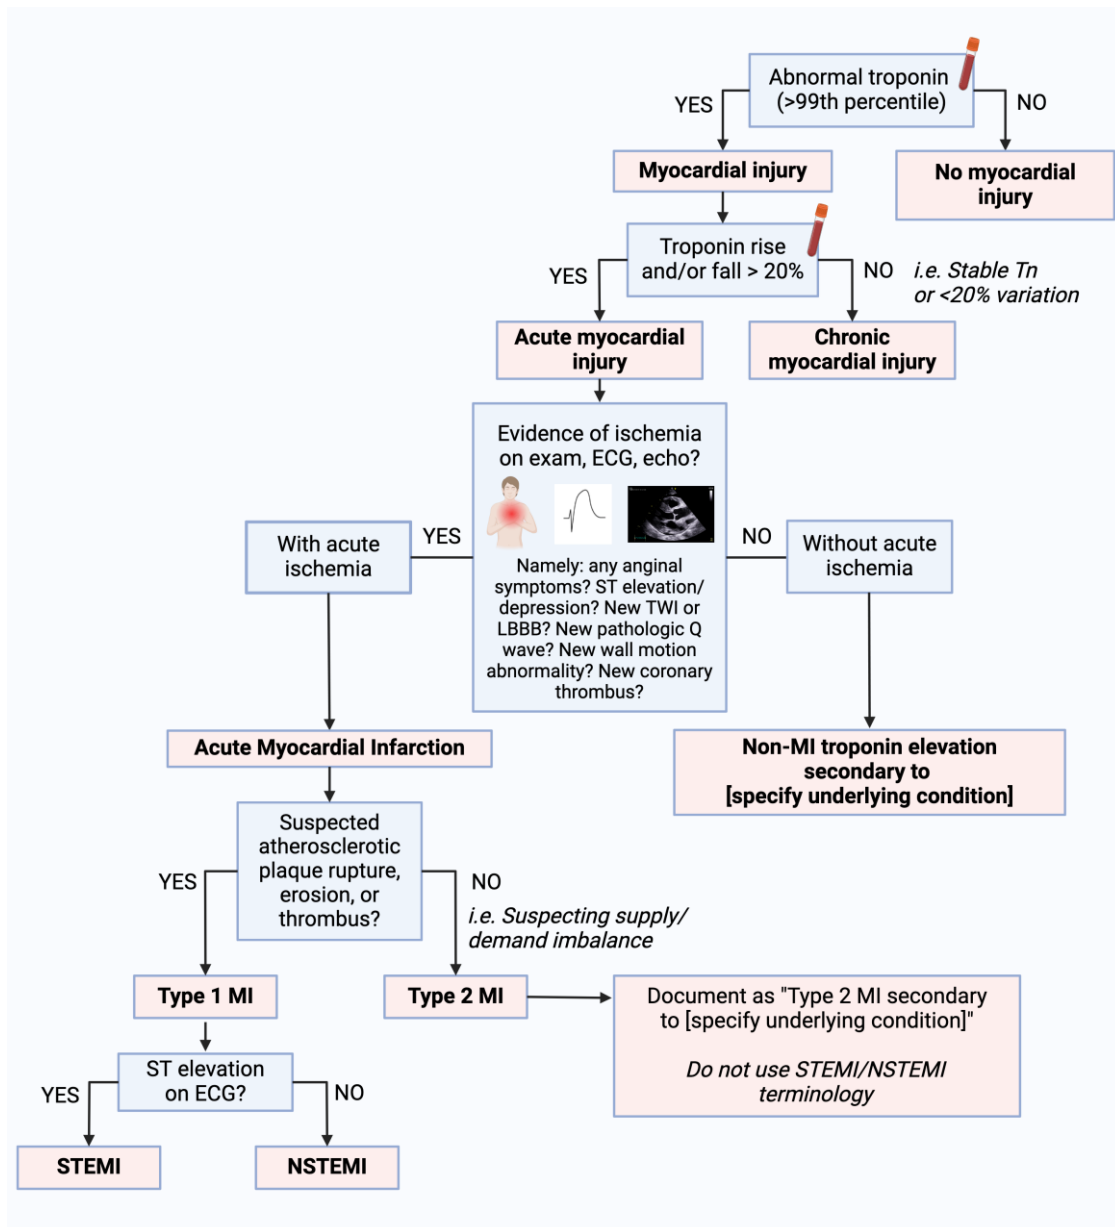 Abnormal troponin
(>99th percentile)
YES
NO
Myocardial injury
No myocardial
injury
Troponin rise
and/or fall > 20%
YES
NO
i.e. Stable Tn
or <20% variation
Acute myocardial
injury
Chronic
myocardial injury
Evidence of ischemia
on exam, ECG, echo?
Namely: any anginal
symptoms? ST elevation/
depression? New TWI or
LBBB? New pathologic Q
wave? New wall motion
abnormality? New coronary
thrombus?
YES
NO
With acute
ischemia
Without acute
ischemia
Acute Myocardial Infarction
Non-MI troponin elevation
secondary to
[specify underlying condition]
Suspected
atherosclerotic
plaque rupture,
erosion, or
thrombus?
YES
NO
i.e. Suspecting supply/
demand imbalance
Type 1 MI
Type 2 MI
Document as "Type 2 MI secondary
to [specify underlying condition]"
Do not use STEMI/NSTEMI
terminology
ST elevation
on ECG?
YES
NO
STEMI
NSTEMI